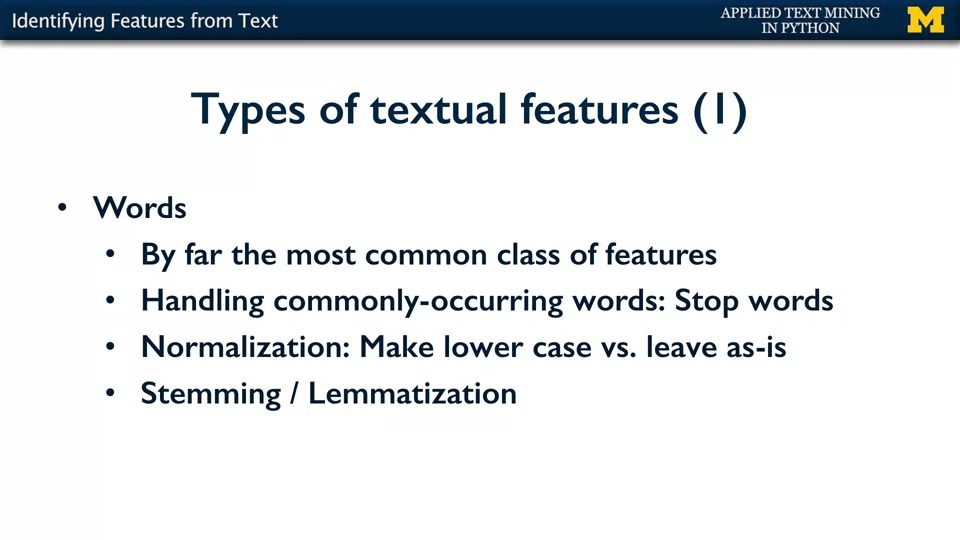 Identifying Features from Text
APPLIED TEXT MINING
IN PYTHON
M
Types of textual features (1)
• Words
• By far the most common class of features
• Handling commonly-occurring words: Stop words
• Normalization: Make lower case vs. leave as-is
• Stemming / Lemmatization